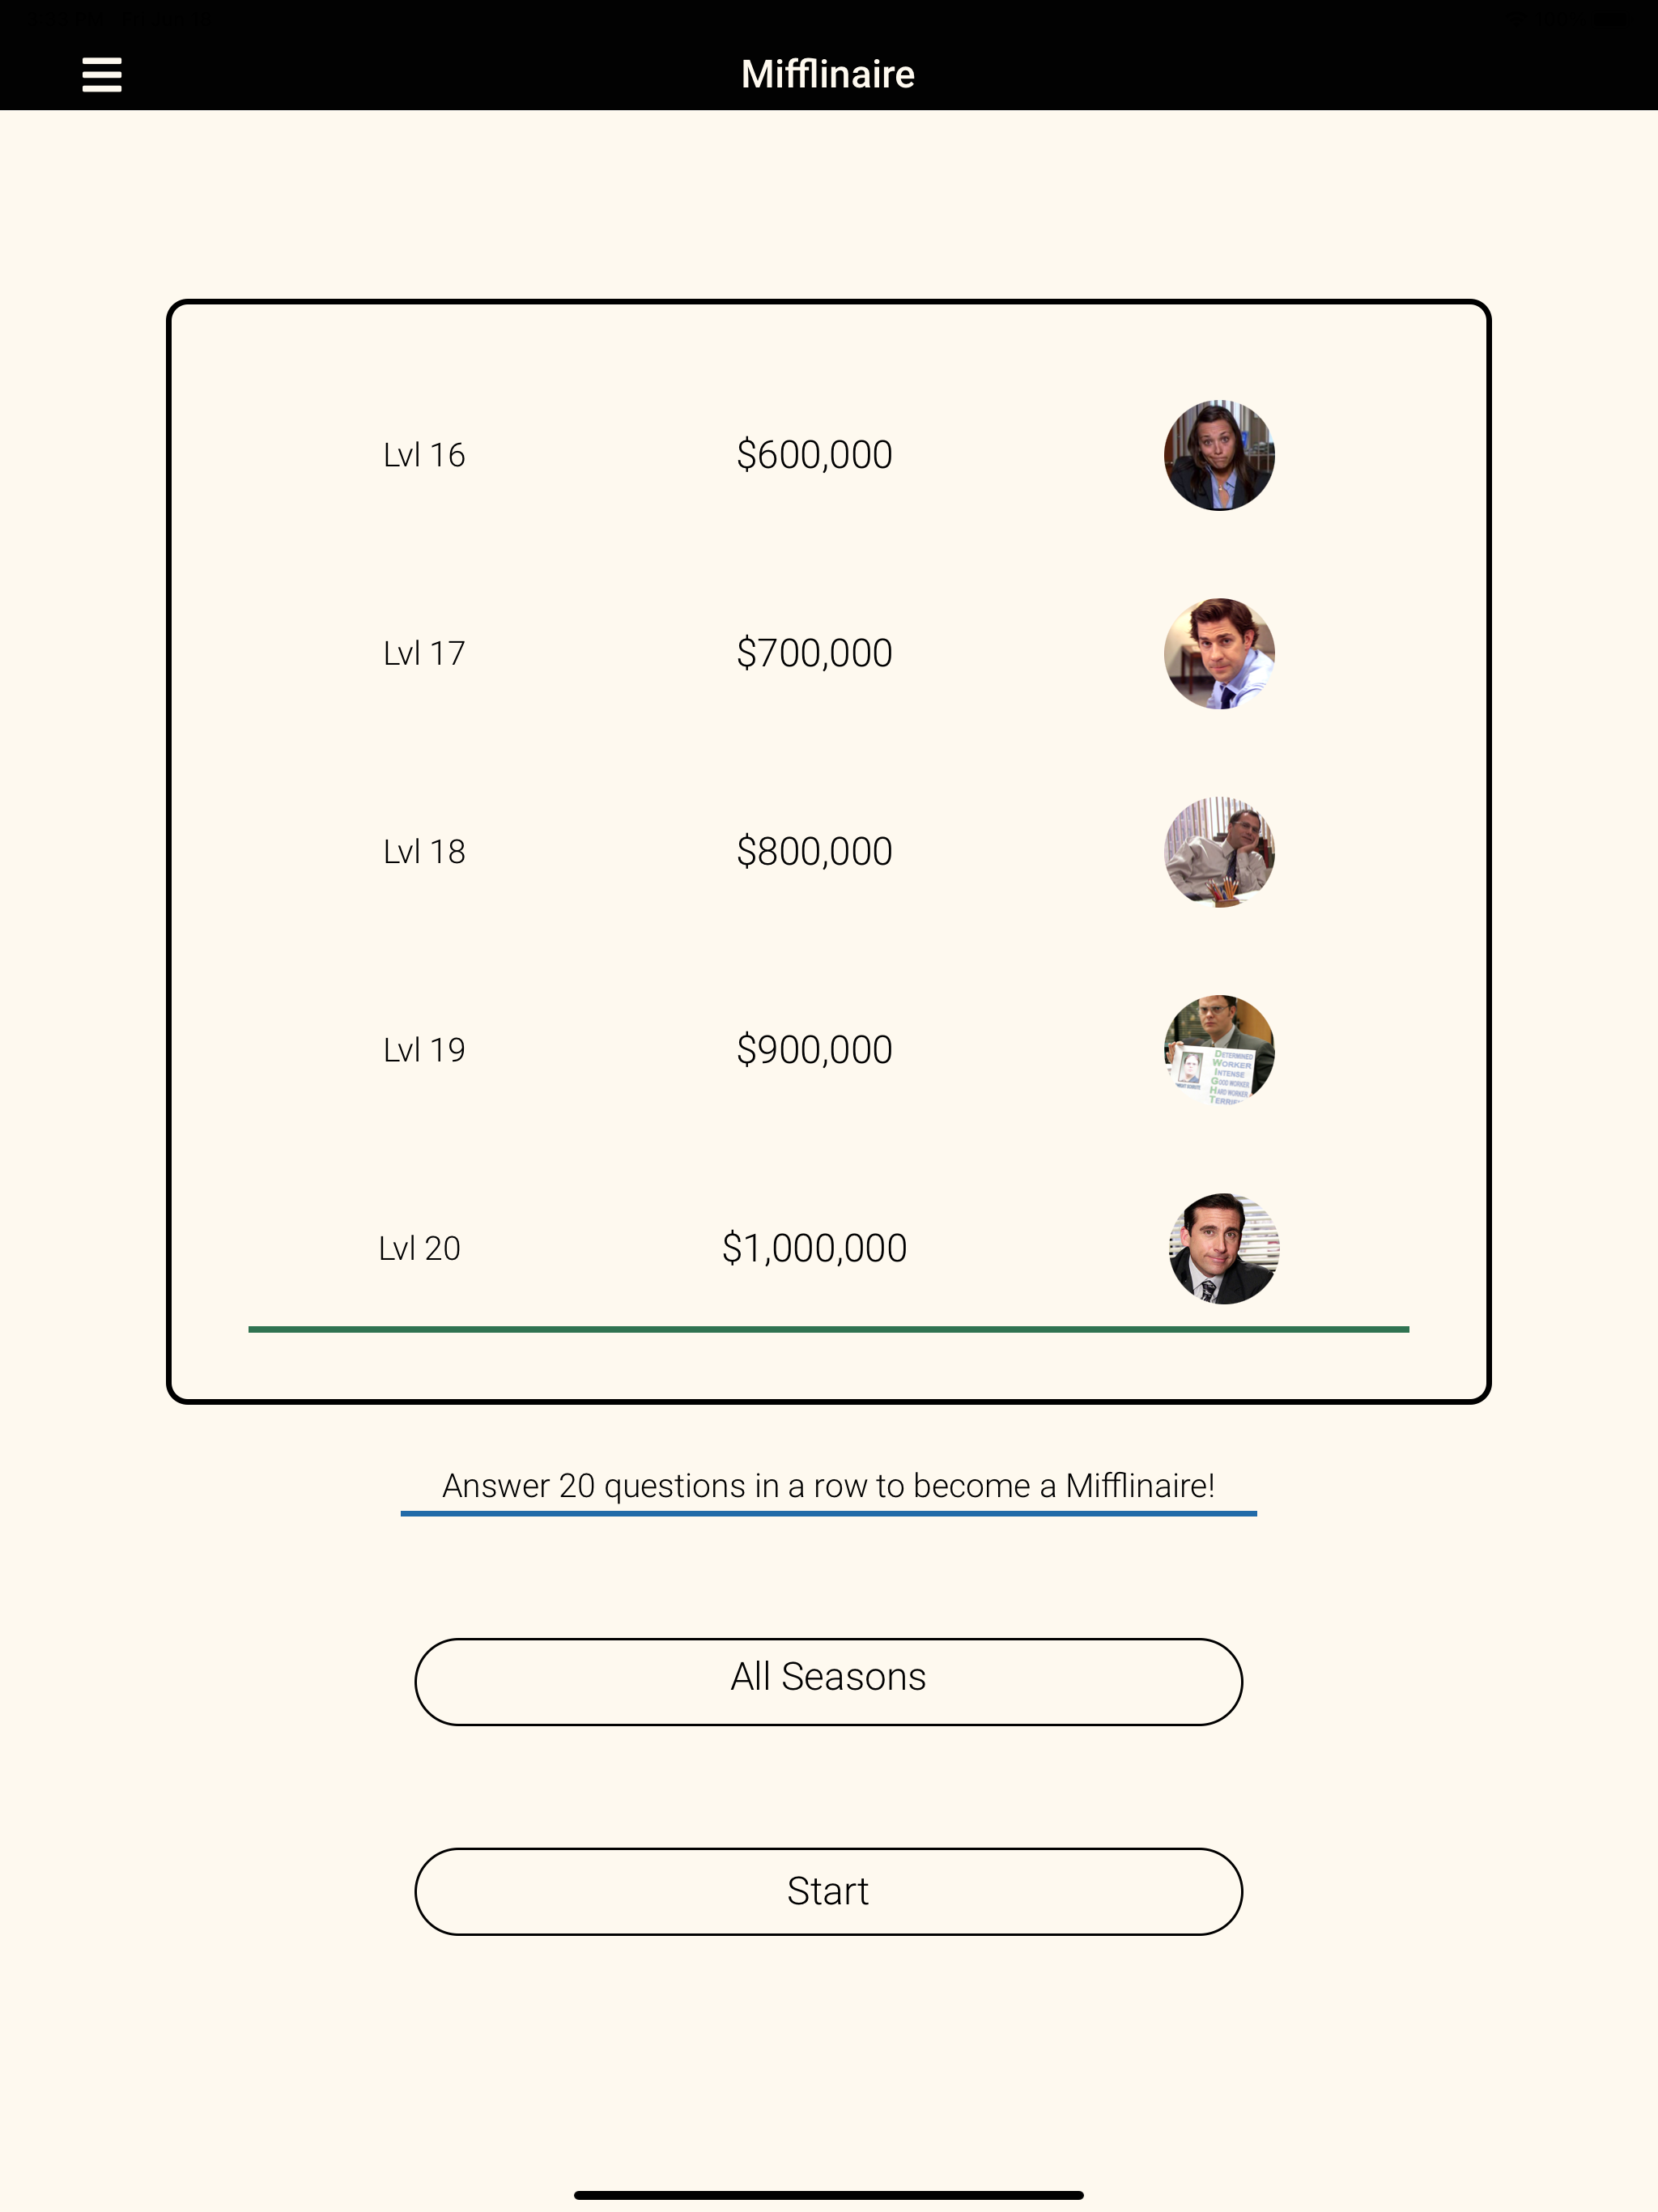 Mifflinaire
Lvl 16 $600,000
Lvl 17 $700,000
Lvl 18 $800,000
Lvl 19 $900,000
DETERMINED
WORKER
INTENSE
GOOD WORKER
HARD WORKER
Lvl 20 $1,000,000
Answer 20 questions in a row to become a Mifflinaire!
All Seasons
Start